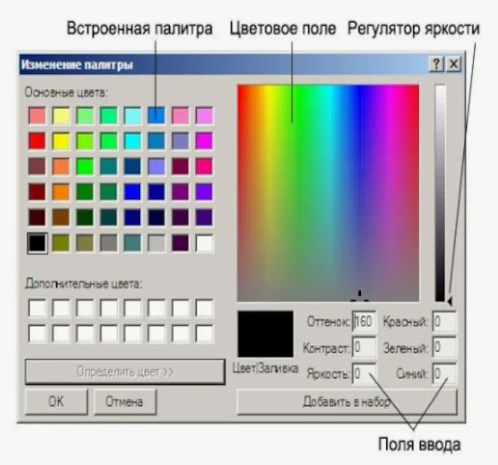 Встроенная палитра Цветовое поле Регулятор яркости
Изменение палитры
Основные цвета:
Дополнительные цвета:
Оттенок: 160 Красный: 0
Контраст: 0 Зеленый: 0
Цвет|Заливка Яркость: 0 Синий: 0
Определить цвет >>
OK Отмена Добавить в набор
Поля ввода